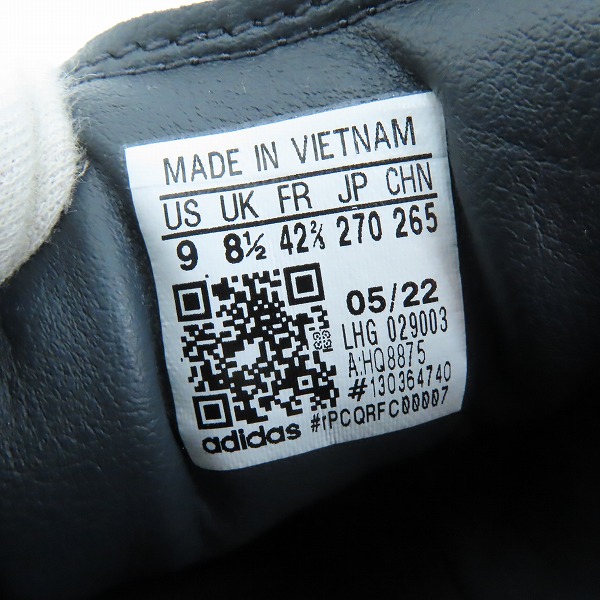 MADE IN VIETNAM
US UK FR JP CHN
9 8½ 42⅔ 270 265
05/22
LHG 029003
A:HQ8875
#130364740
adidas #rPCQRFC00007